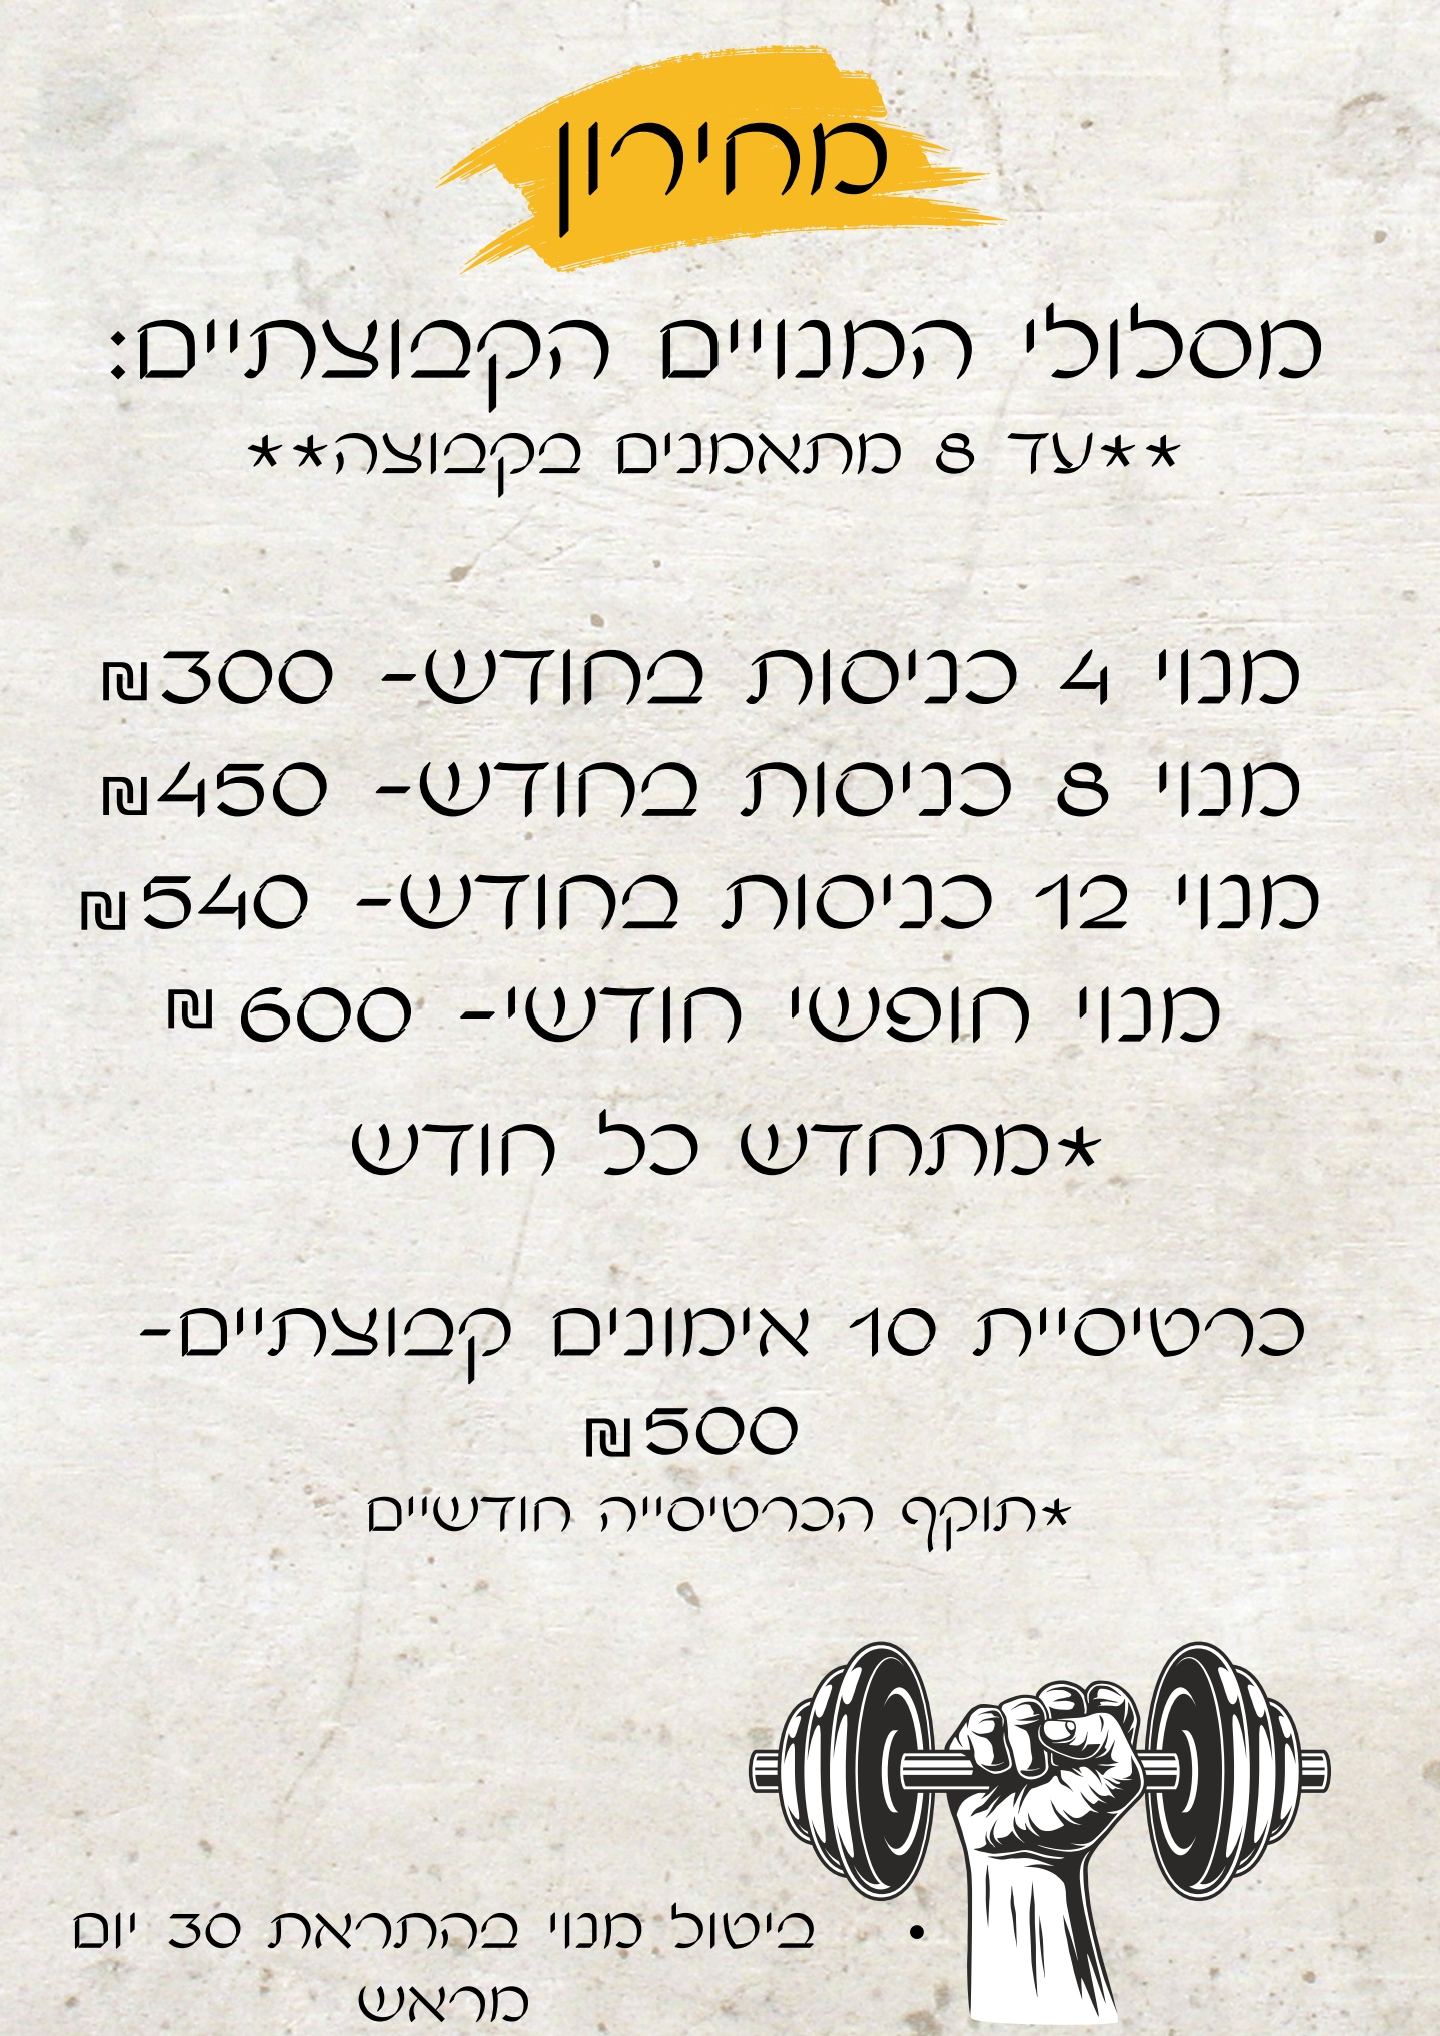 מחירון
מסלולי המנויים הקבוצתיים:
**עד 8 מתאמנים בקבוצה**
מנוי 4 כניסות בחודש- 300₪
מנוי 8 כניסות בחודש- 450₪
מנוי 12 כניסות בחודש- 540₪
מנוי חופשי חודשי- 600 ₪
*מתחדש כל חודש
כרטיסיית 10 אימונים קבוצתיים-
500₪
*תוקף הכרטיסייה חודשיים
• ביטול מנוי בהתראת 30 יום
מראש